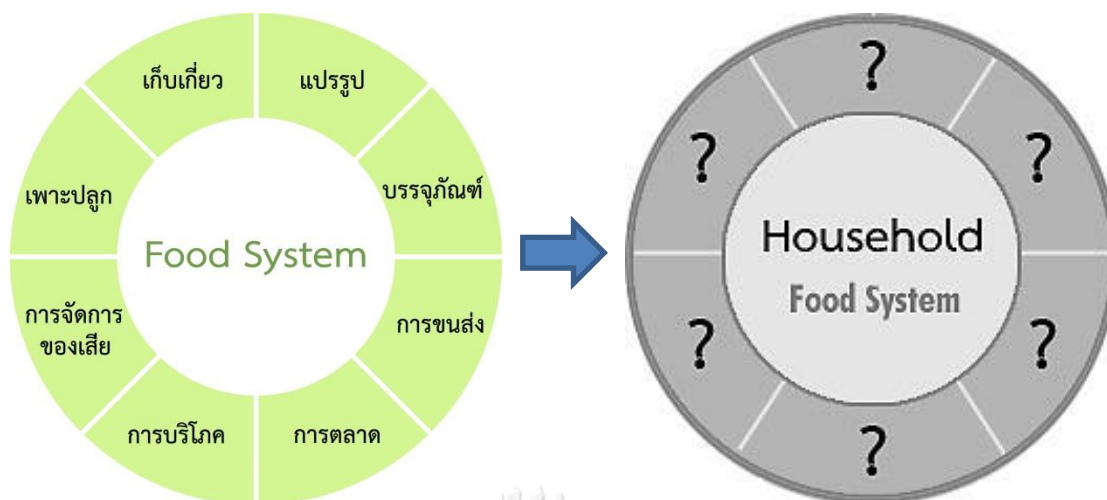 เก็บเกี่ยว
แปรรูป
เพาะปลูก
บรรจุภัณฑ์
Food System
การจัดการ
ของเสีย
การขนส่ง
การบริโภค
การตลาด
?
?
?
Household
Food System
?
?
?